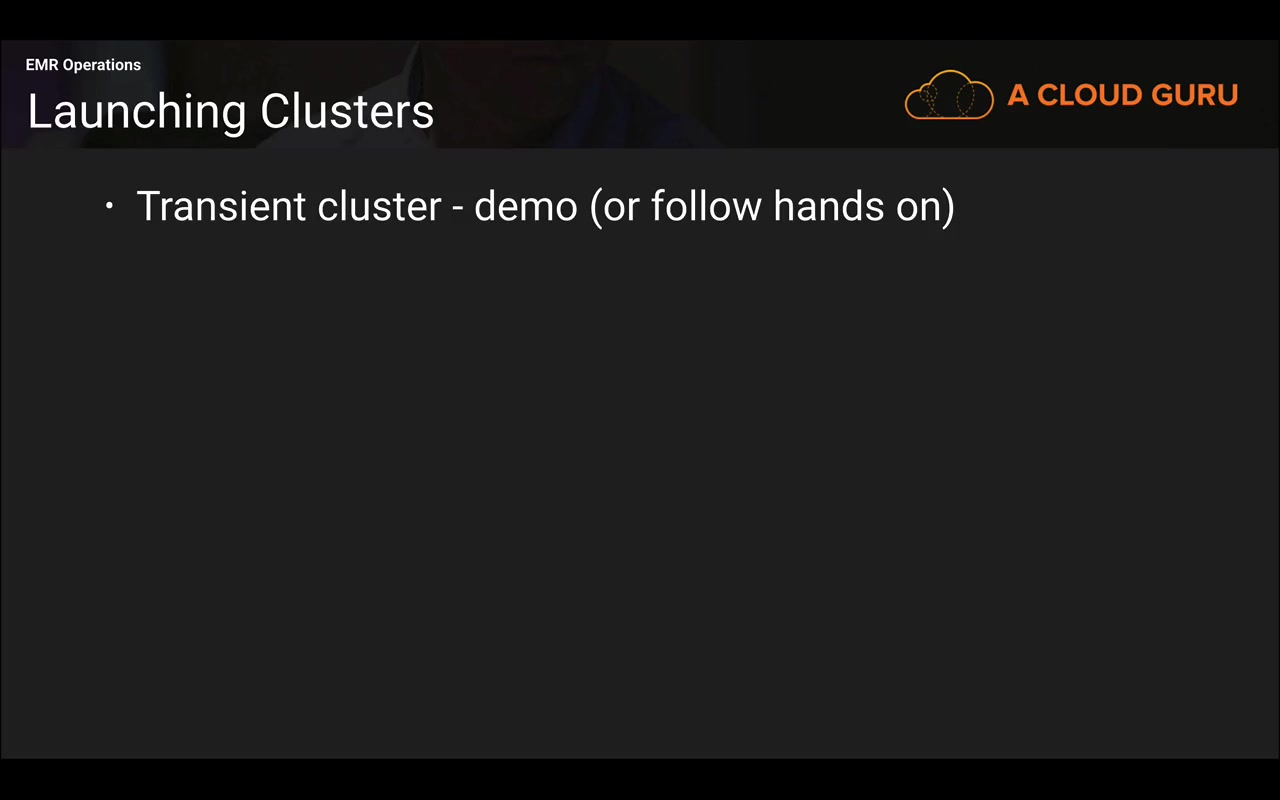 EMR Operations
Launching Clusters
A CLOUD GURU
• Transient cluster - demo (or follow hands on)